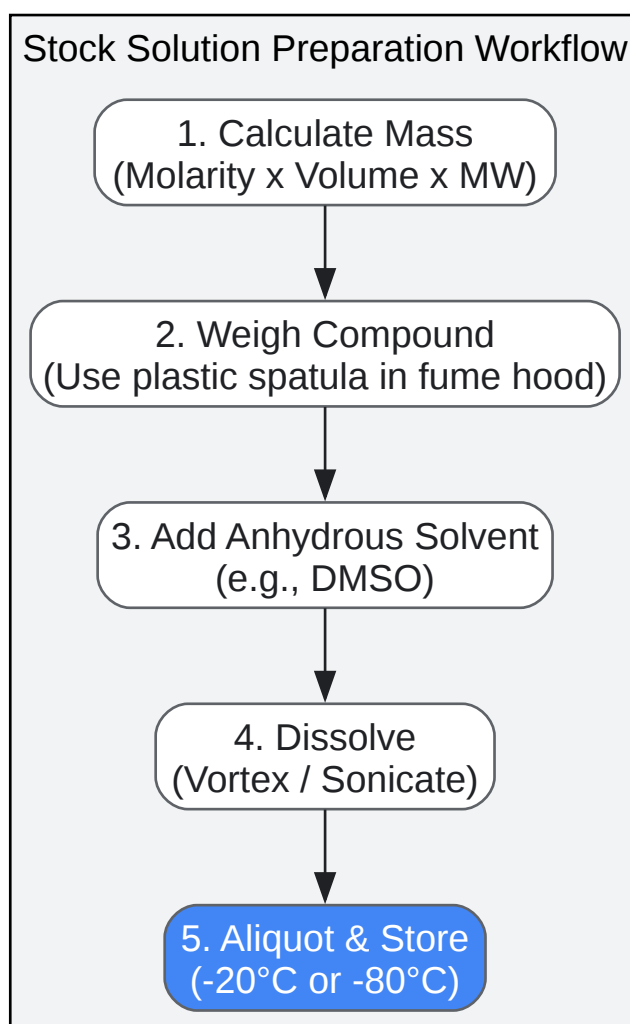 Stock Solution Preparation Workflow
1. Calculate Mass
(Molarity x Volume x MW)
2. Weigh Compound
(Use plastic spatula in fume hood)
3. Add Anhydrous Solvent
(e.g., DMSO)
4. Dissolve
(Vortex / Sonicate)
5. Aliquot & Store
(-20°C or -80°C)